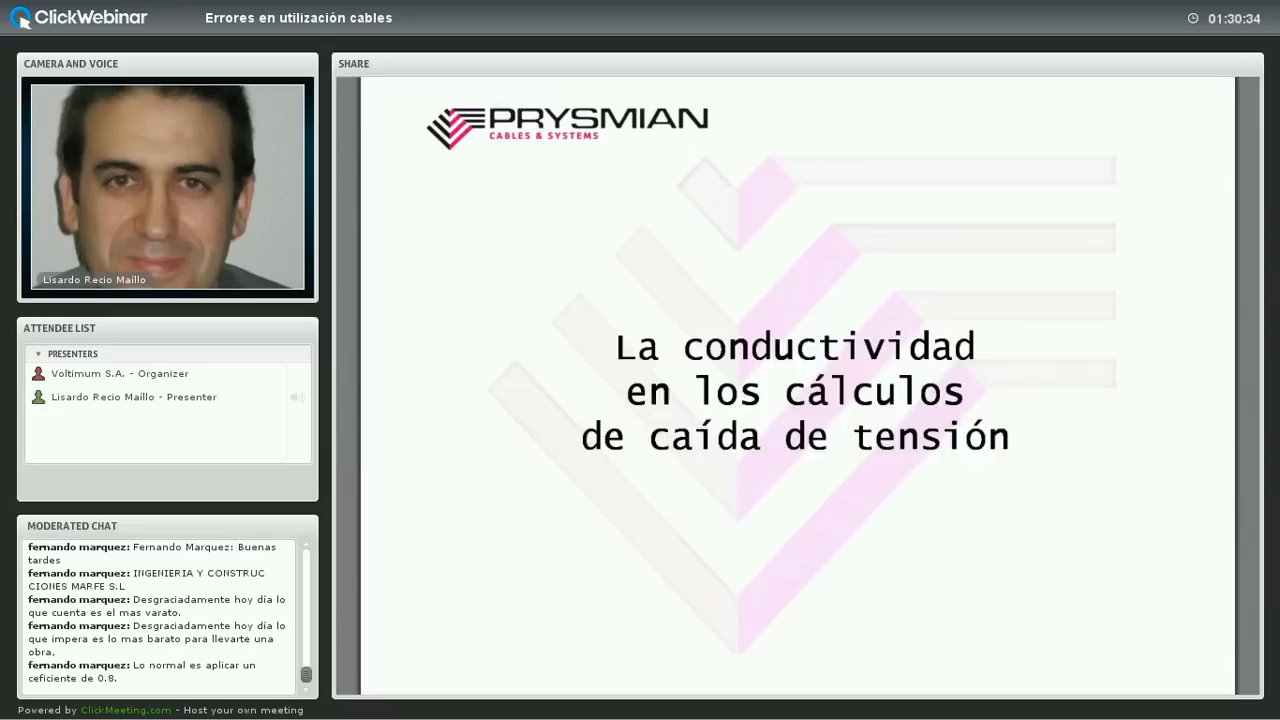 ClickWebinar
Errores en utilización cables
01:30:34
CAMERA AND VOICE
Lisardo Recio Maíllo
ATTENDEE LIST
PRESENTERS
Voltimum S.A. - Organizer
Lisardo Recio Maíllo - Presenter
MODERATED CHAT
fernando marquez: Fernando Marquez: Buenas
tardes
fernando marquez: INGENIERIA Y CONSTRUC
CIONES MARFE S.L
fernando marquez: Desgraciadamente hoy día lo
que cuenta es el mas varato.
fernando marquez: Desgraciadamente hoy día lo
que impera es lo mas barato para llevarte una
obra,
fernando marquez: Lo normal es aplicar un
ceficiente de 0.8.
SHARE
PRYSMIAN
CABLES & SYSTEMS
La conductividad
en los cálculos
de caída de tensión
Powered by ClickMeeting.com - Host your own meeting